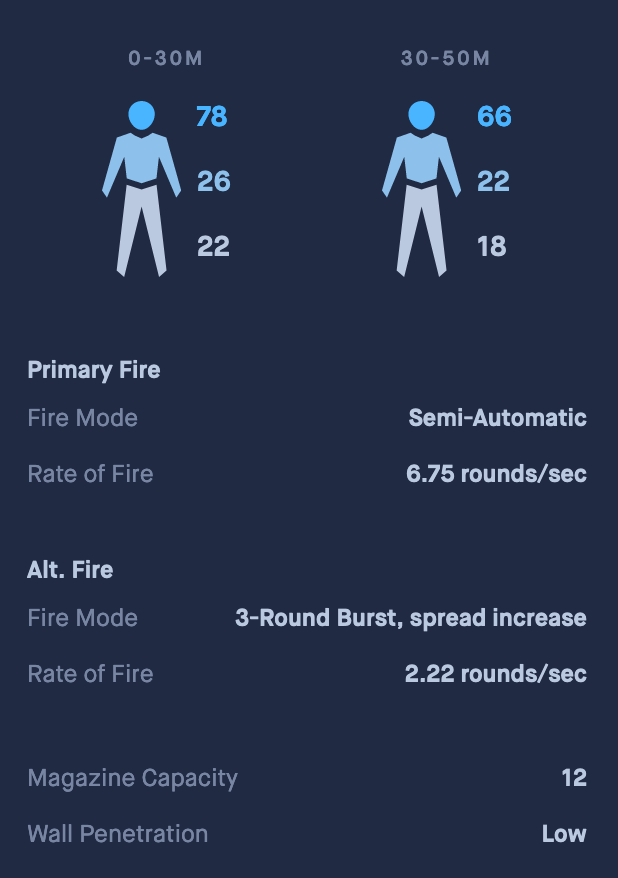 0-30M 30-50M
78 66
26 22
22 18
Primary Fire
Fire Mode Semi-Automatic
Rate of Fire 6.75 rounds/sec
Alt. Fire
Fire Mode 3-Round Burst, spread increase
Rate of Fire 2.22 rounds/sec
Magazine Capacity 12
Wall Penetration Low